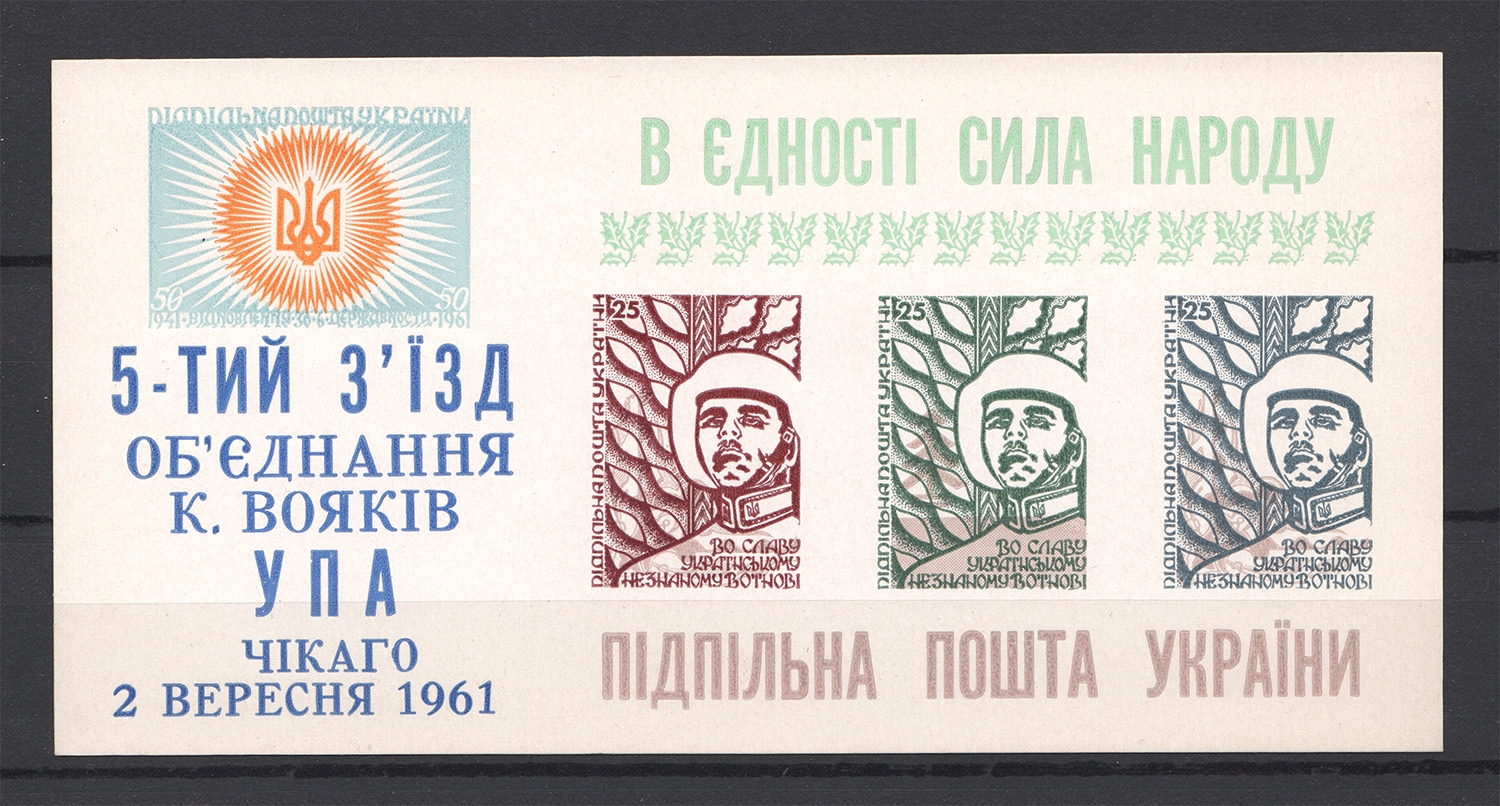 ПІДПІЛЬНА ПОШТА УКРАЇНИ
50 50
1941 · ВІДНОВЛЕННЯ · ДЕРЖАВНОСТИ · 1961
5-ТИЙ З'ЇЗД
ОБ'ЄДНАННЯ
К. ВОЯКІВ
УПА
ЧІКАГО
2 ВЕРЕСНЯ 1961
В ЄДНОСТІ СИЛА НАРОДУ
25
ПІДПІЛЬНА ПОШТА УКРАЇНИ
ВО СЛАВУ
УКРАЇНСЬКОМУ
НЕЗНАНОМУ ВОЇНОВІ
25
ПІДПІЛЬНА ПОШТА УКРАЇНИ
ВО СЛАВУ
УКРАЇНСЬКОМУ
НЕЗНАНОМУ ВОЇНОВІ
25
ПІДПІЛЬНА ПОШТА УКРАЇНИ
ВО СЛАВУ
УКРАЇНСЬКОМУ
НЕЗНАНОМУ ВОЇНОВІ
ПІДПІЛЬНА ПОШТА УКРАЇНИ